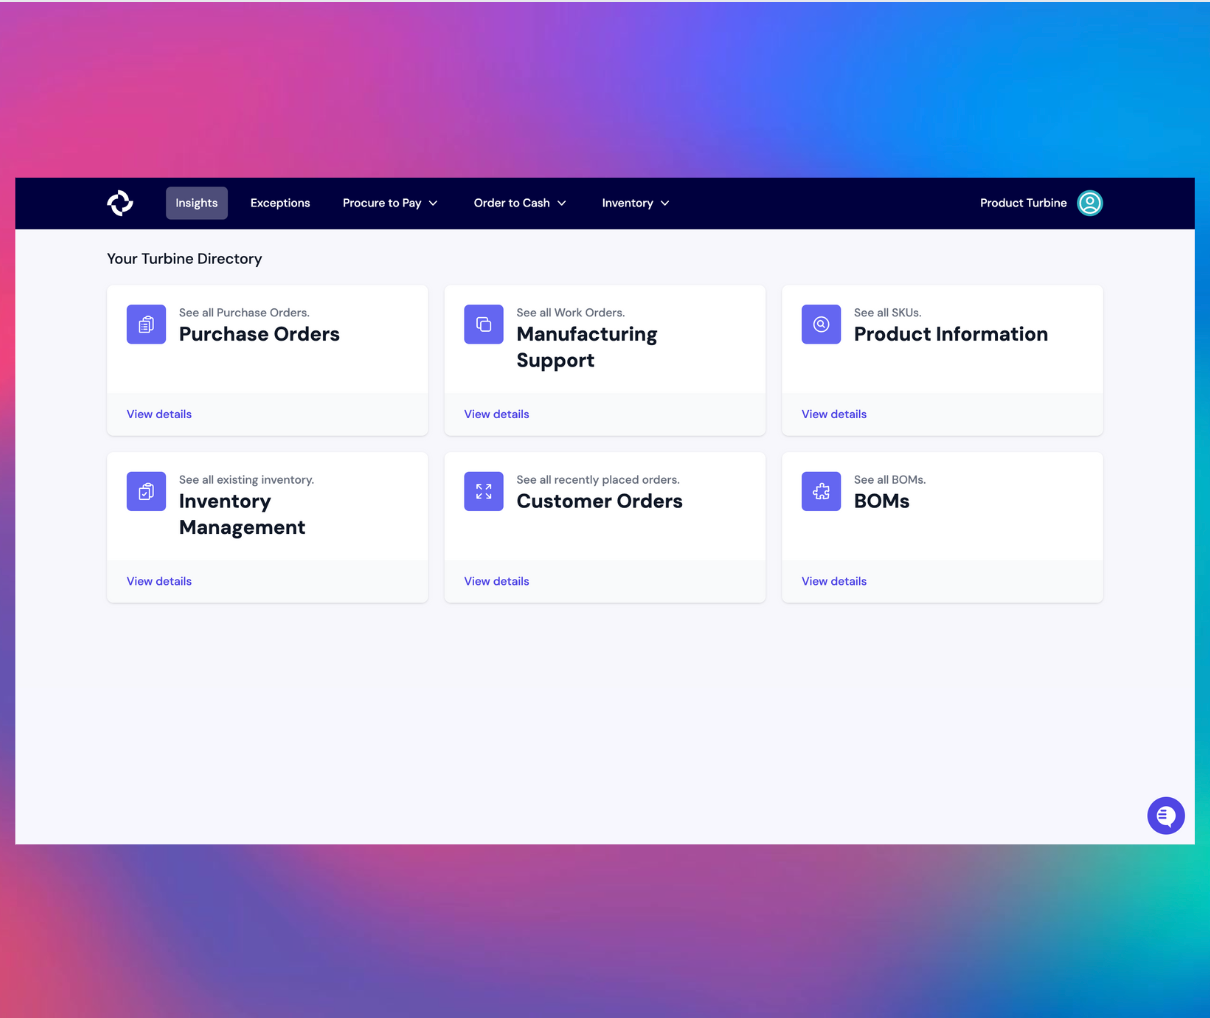 Insights
Exceptions
Procure to Pay
Order to Cash
Inventory
Product Turbine
Your Turbine Directory
See all Purchase Orders.
Purchase Orders
View details
See all Work Orders.
Manufacturing
Support
View details
See all SKUs.
Product Information
View details
See all existing inventory.
Inventory
Management
View details
See all recently placed orders.
Customer Orders
View details
See all BOMs.
BOMs
View details